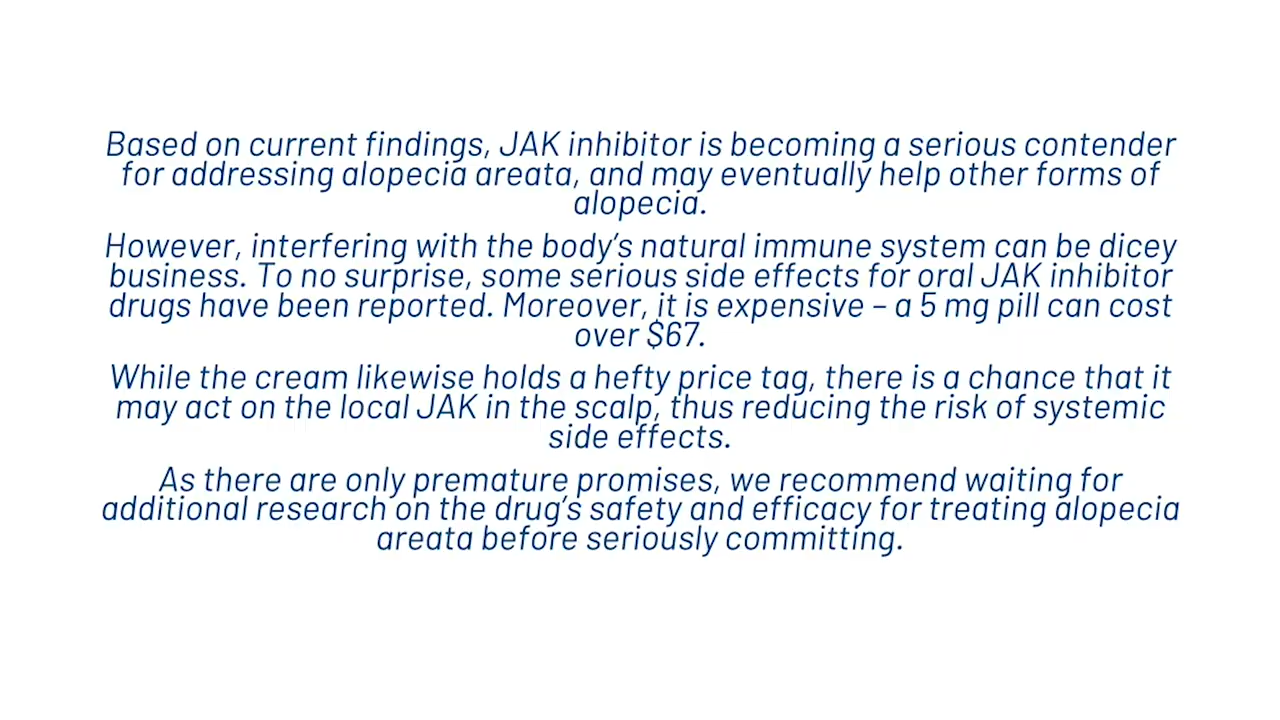 Based on current findings, JAK inhibitor is becoming a serious contender
for addressing alopecia areata, and may eventually help other forms of
alopecia.
However, interfering with the body’s natural immune system can be dicey
business. To no surprise, some serious side effects for oral JAK inhibitor
drugs have been reported. Moreover, it is expensive – a 5 mg pill can cost
over $67.
While the cream likewise holds a hefty price tag, there is a chance that it
may act on the local JAK in the scalp, thus reducing the risk of systemic
side effects.
As there are only premature promises, we recommend waiting for
additional research on the drug’s safety and efficacy for treating alopecia
areata before seriously committing.